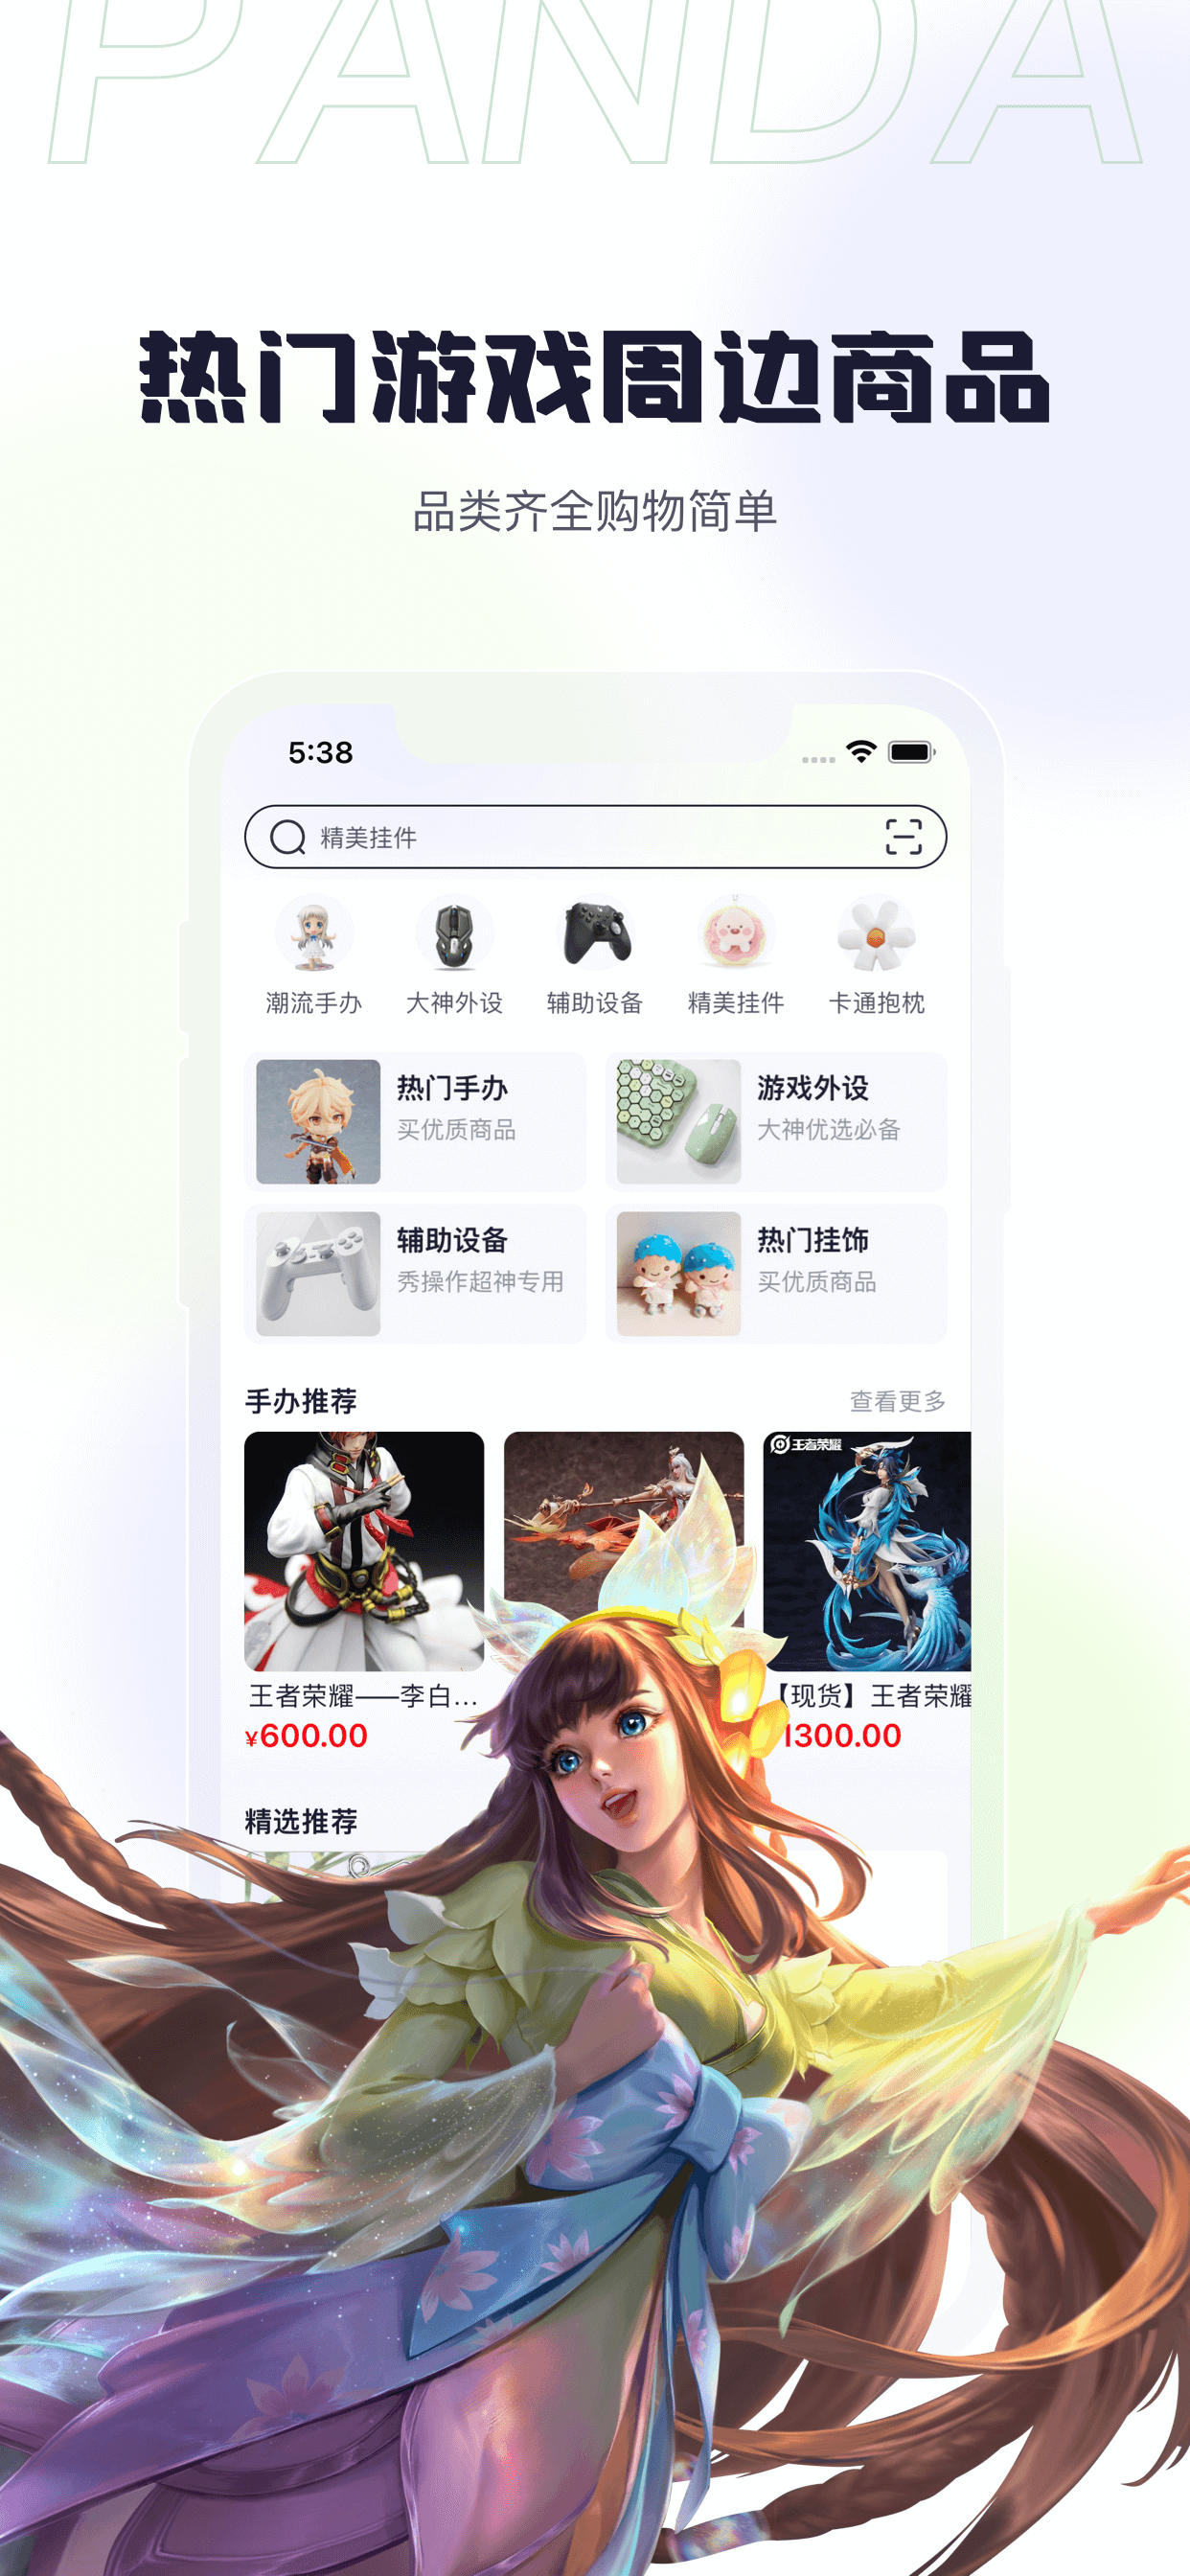 PANDA
热门游戏周边商品
品类齐全购物简单
5:38
精美挂件
潮流手办 大神外设 辅助设备 精美挂件 卡通抱枕
热门手办 游戏外设
买优质商品 大神优选必备
辅助设备 热门挂饰
秀操作超神专用 买优质商品
手办推荐 查看更多
王者荣耀
王者荣耀——李白... 【现货】王者荣耀
¥600.00 1300.00
精选推荐